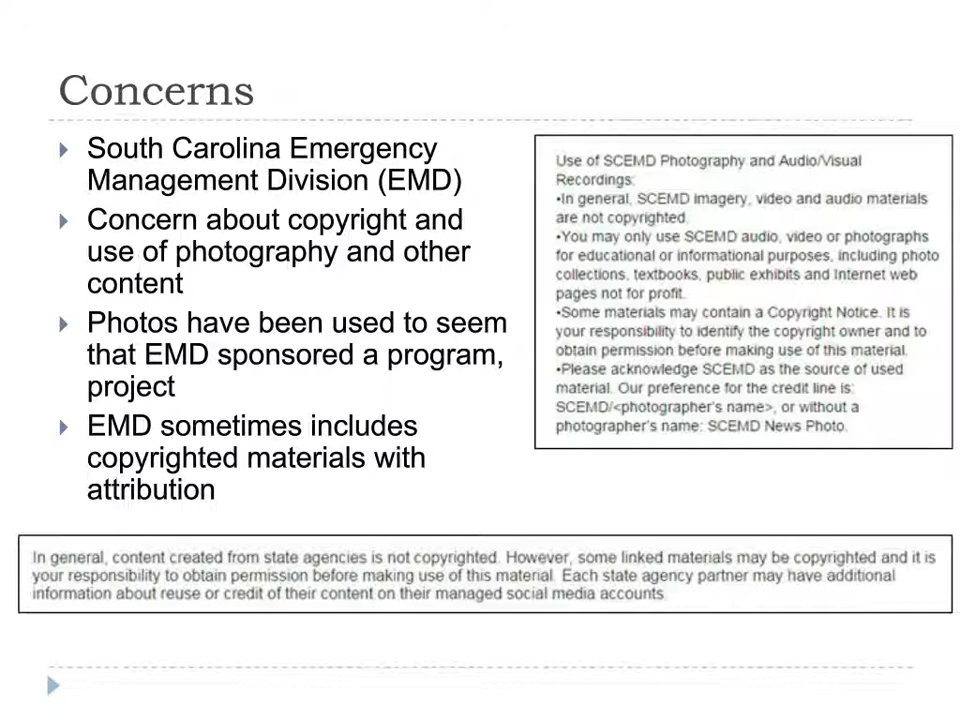 Concerns
South Carolina Emergency
Management Division (EMD)
Concern about copyright and
use of photography and other
content
Photos have been used to seem
that EMD sponsored a program,
project
EMD sometimes includes
copyrighted materials with
attribution
Use of SCEMD Photography and Audio/Visual
Recordings:
•In general, SCEMD imagery, video and audio materials
are not copyrighted.
•You may only use SCEMD audio, video or photographs
for educational or informational purposes, including photo
collections, textbooks, public exhibits and Internet web
pages not for profit.
•Some materials may contain a Copyright Notice. It is
your responsibility to identify the copyright owner and to
obtain permission before making use of this material.
•Please acknowledge SCEMD as the source of used
material. Our preference for the credit line is:
SCEMD/<photographer's name>, or without a
photographer's name: SCEMD News Photo.
In general, content created from state agencies is not copyrighted. However, some linked materials may be copyrighted and it is
your responsibility to obtain permission before making use of this material. Each state agency partner may have additional
information about reuse or credit of their content on their managed social media accounts.